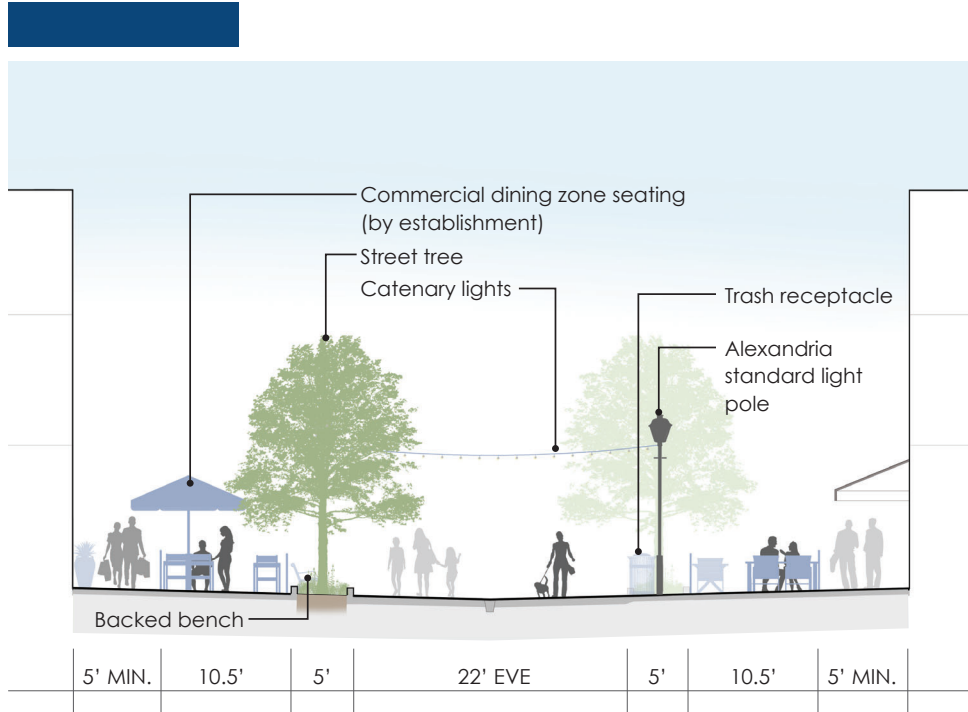 Commercial dining zone seating
(by establishment)
Street tree
Catenary lights
Trash receptacle
Alexandria
standard light
pole
Backed bench
5’ MIN.
10.5’
5’
22’ EVE
5’
10.5’
5’ MIN.